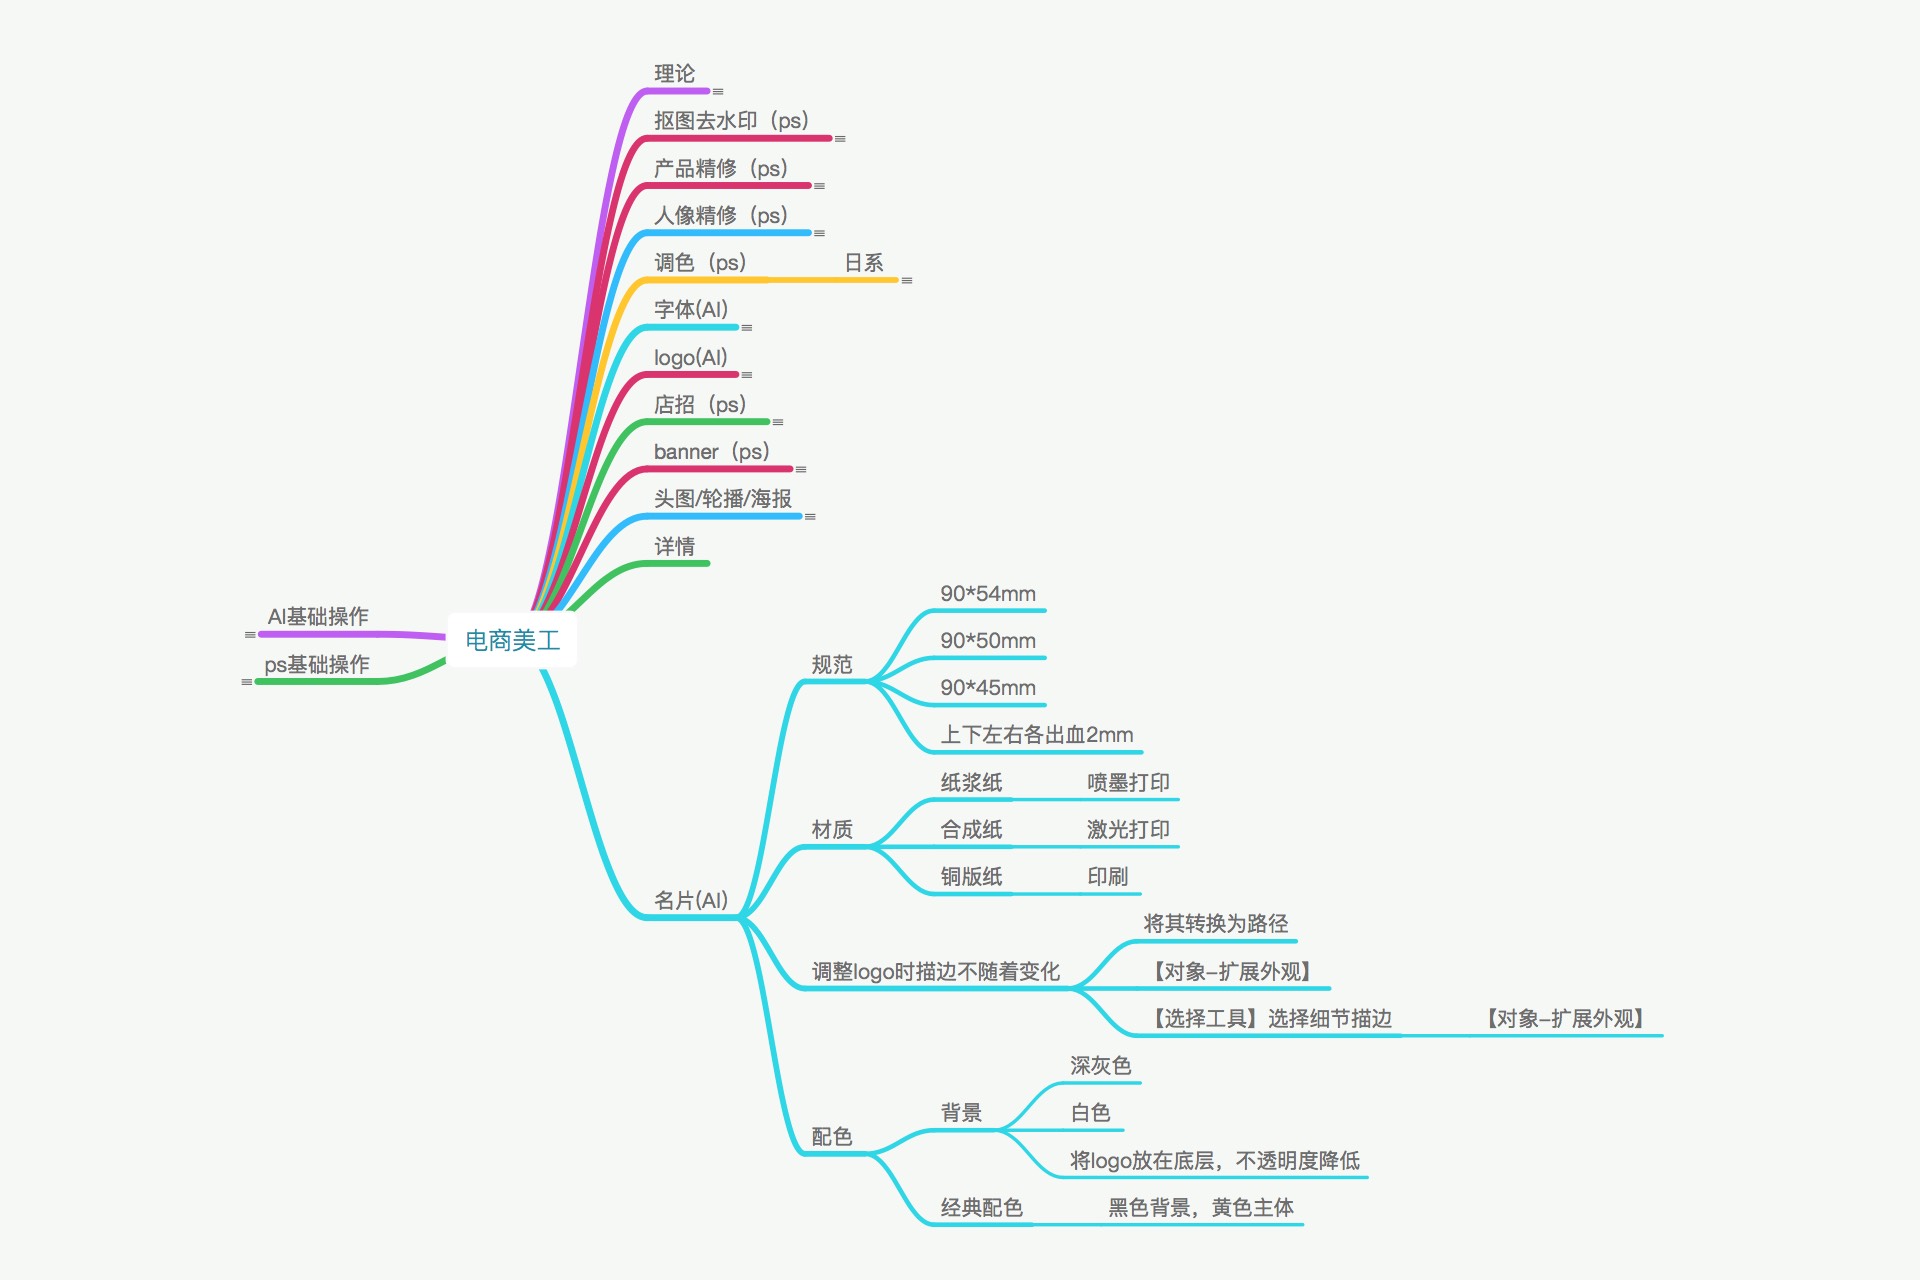 理论
抠图去水印（ps）
产品精修（ps）
人像精修（ps）
调色（ps）
日系
字体(AI)
logo(AI)
店招（ps）
banner（ps）
头图/轮播/海报
详情
AI基础操作
ps基础操作
电商美工
名片(AI)
规范
90*54mm
90*50mm
90*45mm
上下左右各出血2mm
材质
纸浆纸
喷墨打印
合成纸
激光打印
铜版纸
印刷
调整logo时描边不随着变化
将其转换为路径
【对象-扩展外观】
【选择工具】选择细节描边
【对象-扩展外观】
配色
背景
深灰色
白色
将logo放在底层，不透明度降低
经典配色
黑色背景，黄色主体